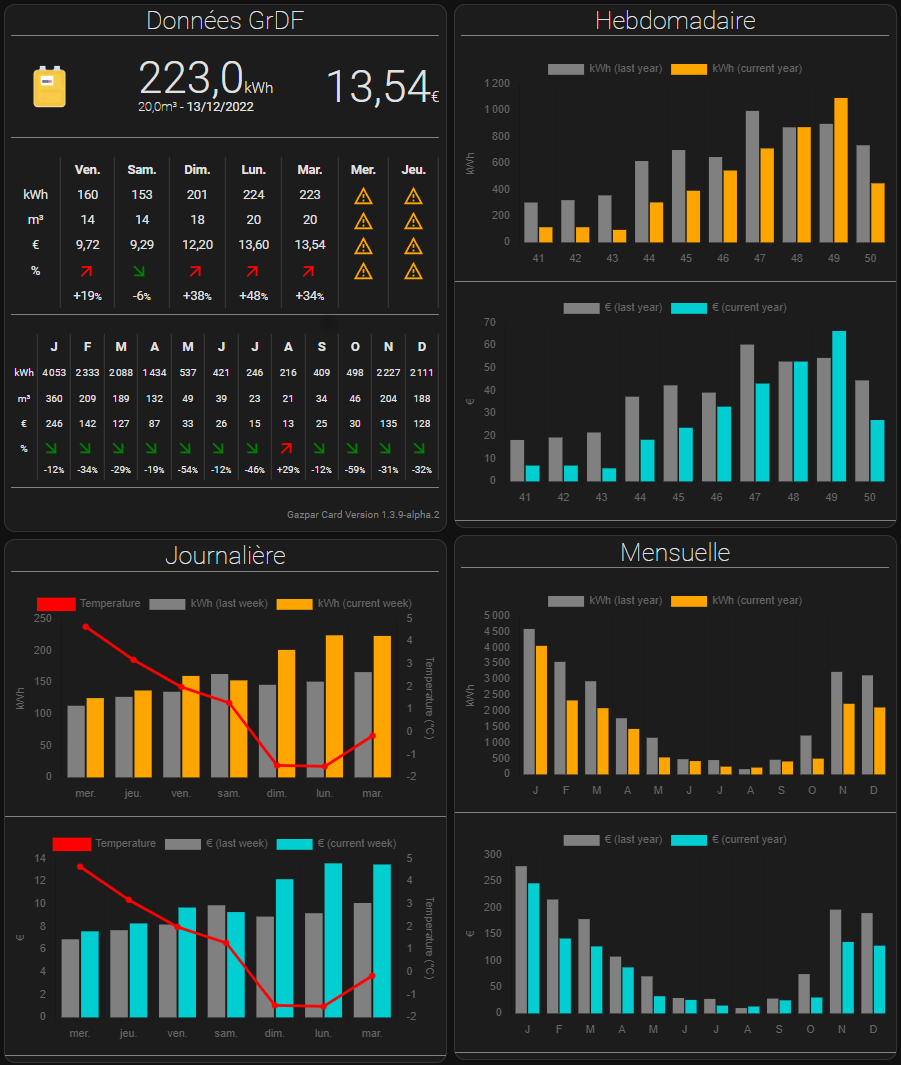 Données GrDF
223,0kWh
20,0m³ - 13/12/2022
13,54€
Ven. Sam. Dim. Lun. Mar. Mer. Jeu.
kWh 160 153 201 224 223
m³ 14 14 18 20 20
€ 9,72 9,29 12,20 13,60 13,54
%
+19% -6% +38% +48% +34%
J F M A M J J A S O N D
kWh 4 053 2 333 2 088 1 434 537 421 246 216 409 498 2 227 2 111
m³ 360 209 189 132 49 39 23 21 34 46 204 188
€ 246 142 127 87 33 26 15 13 25 30 135 128
%
-12% -34% -29% -19% -54% -12% -46% +29% -12% -59% -31% -32%
Gazpar Card Version 1.3.9-alpha.2
Hebdomadaire
kWh (last year) kWh (current year)
1 200
1 000
800
600
400
200
0
kWh
41 42 43 44 45 46 47 48 49 50
€ (last year) € (current year)
70
60
50
40
30
20
10
0
€
41 42 43 44 45 46 47 48 49 50
Journalière
Temperature kWh (last week) kWh (current week)
250
200
150
100
50
0
kWh
5
4
3
2
1
0
-1
-2
Temperature (°C)
mer. jeu. ven. sam. dim. lun. mar.
Temperature € (last week) € (current week)
14
12
10
8
6
4
2
0
€
5
4
3
2
1
0
-1
-2
Temperature (°C)
mer. jeu. ven. sam. dim. lun. mar.
Mensuelle
kWh (last year) kWh (current year)
5 000
4 500
4 000
3 500
3 000
2 500
2 000
1 500
1 000
500
0
kWh
J F M A M J J A S O N D
€ (last year) € (current year)
300
250
200
150
100
50
0
€
J F M A M J J A S O N D